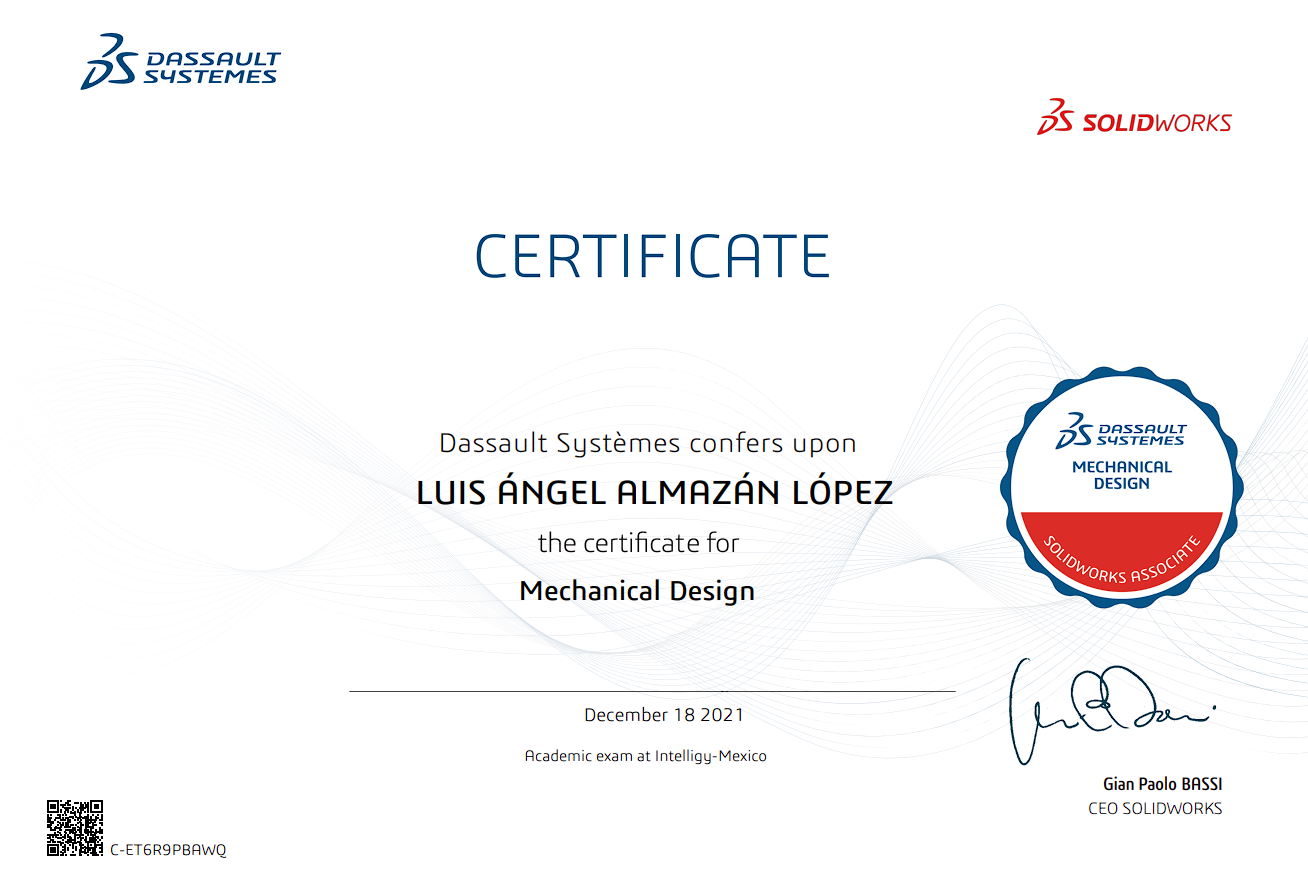 DASSAULT
SYSTEMES
SOLIDWORKS
CERTIFICATE
Dassault Systèmes confers upon
LUIS ÁNGEL ALMAZÁN LÓPEZ
the certificate for
Mechanical Design
DASSAULT
SYSTEMES
MECHANICAL
DESIGN
SOLIDWORKS ASSOCIATE
December 18 2021
Academic exam at Intelligy-Mexico
Gian Paolo BASSI
CEO SOLIDWORKS
C-ET6R9PBAWQ